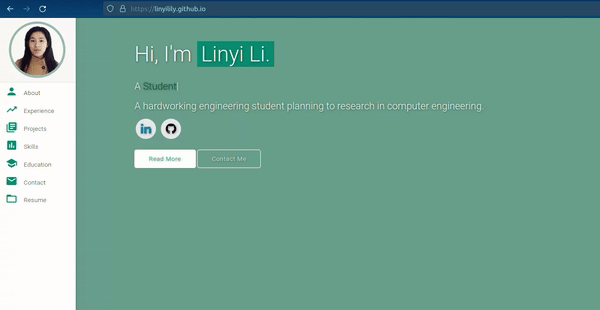 https://linyilily.github.io
Hi, I'm Linyi Li.
A Student|
A hardworking engineering student planning to research in computer engineering.
in
Read More
Contact Me
About
Experience
Projects
Skills
Education
Contact
Resume